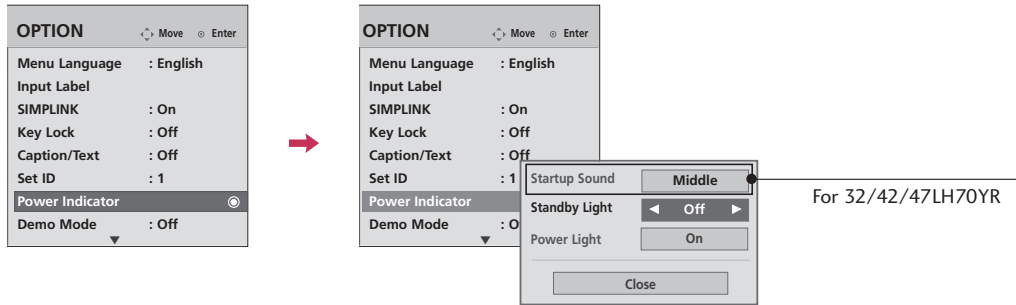 OPTION Move Enter
Menu Language : English
Input Label
SIMPLINK : On
Key Lock : Off
Caption/Text : Off
Set ID : 1
Power Indicator
Demo Mode : Off
OPTION Move Enter
Menu Language : English
Input Label
SIMPLINK : On
Key Lock : Off
Caption/Text : Off
Set ID : 1
Power Indicator
Demo Mode : O
Startup Sound Middle
Standby Light Off
Power Light On
Close
For 32/42/47LH70YR